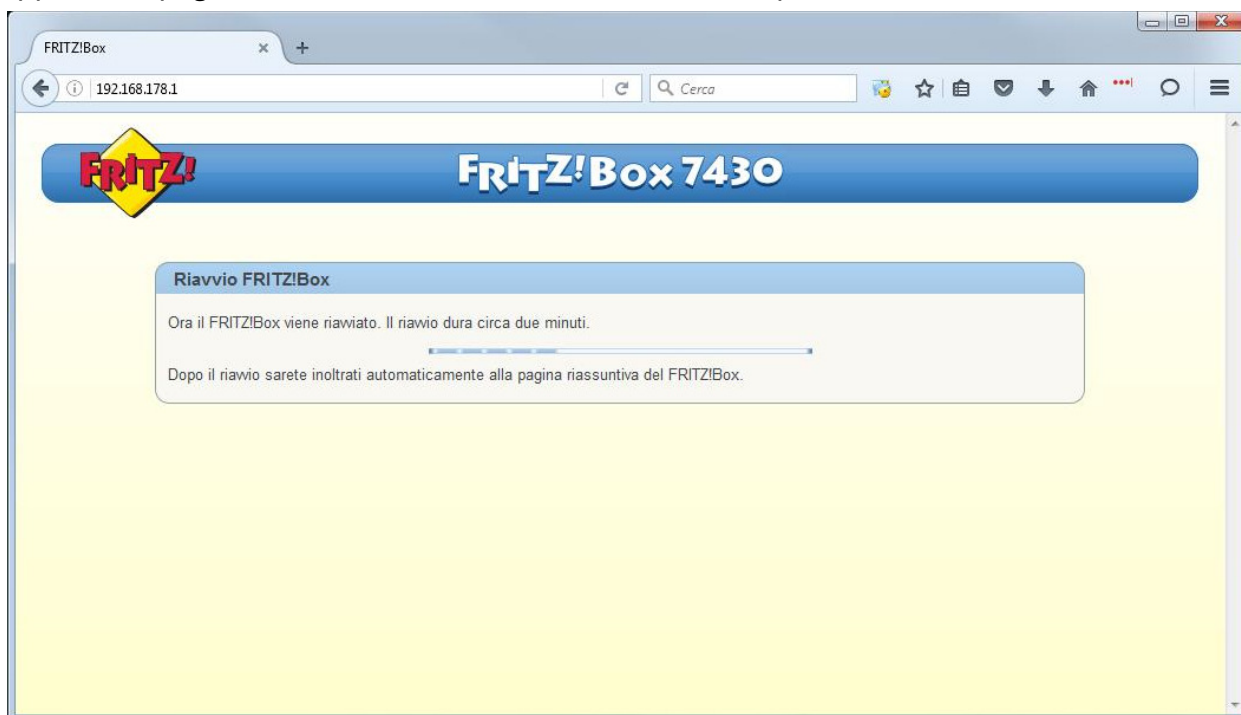 FRITZ!Box
192.168.178.1
Cerca
FRITZ!
FRITZ!Box 7430
Riavvio FRITZ!Box
Ora il FRITZ!Box viene riavviato. Il riavvio dura circa due minuti.
Dopo il riavvio sarete inoltrati automaticamente alla pagina riassuntiva del FRITZ!Box.